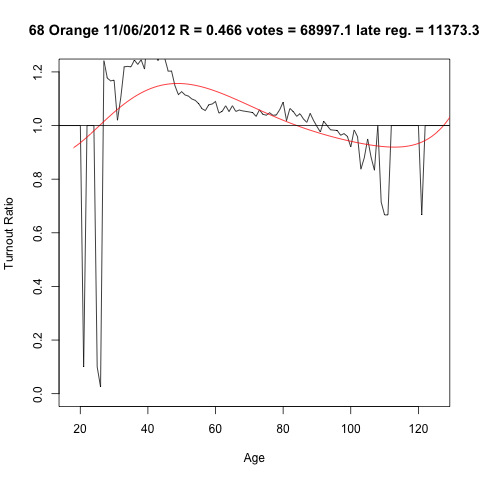 68 Orange 11/06/2012 R = 0.466 votes = 68997.1 late reg. = 11373.3
1.2
1.0
0.8
0.6
0.4
0.2
0.0
Turnout Ratio
20 40 60 80 100 120
Age